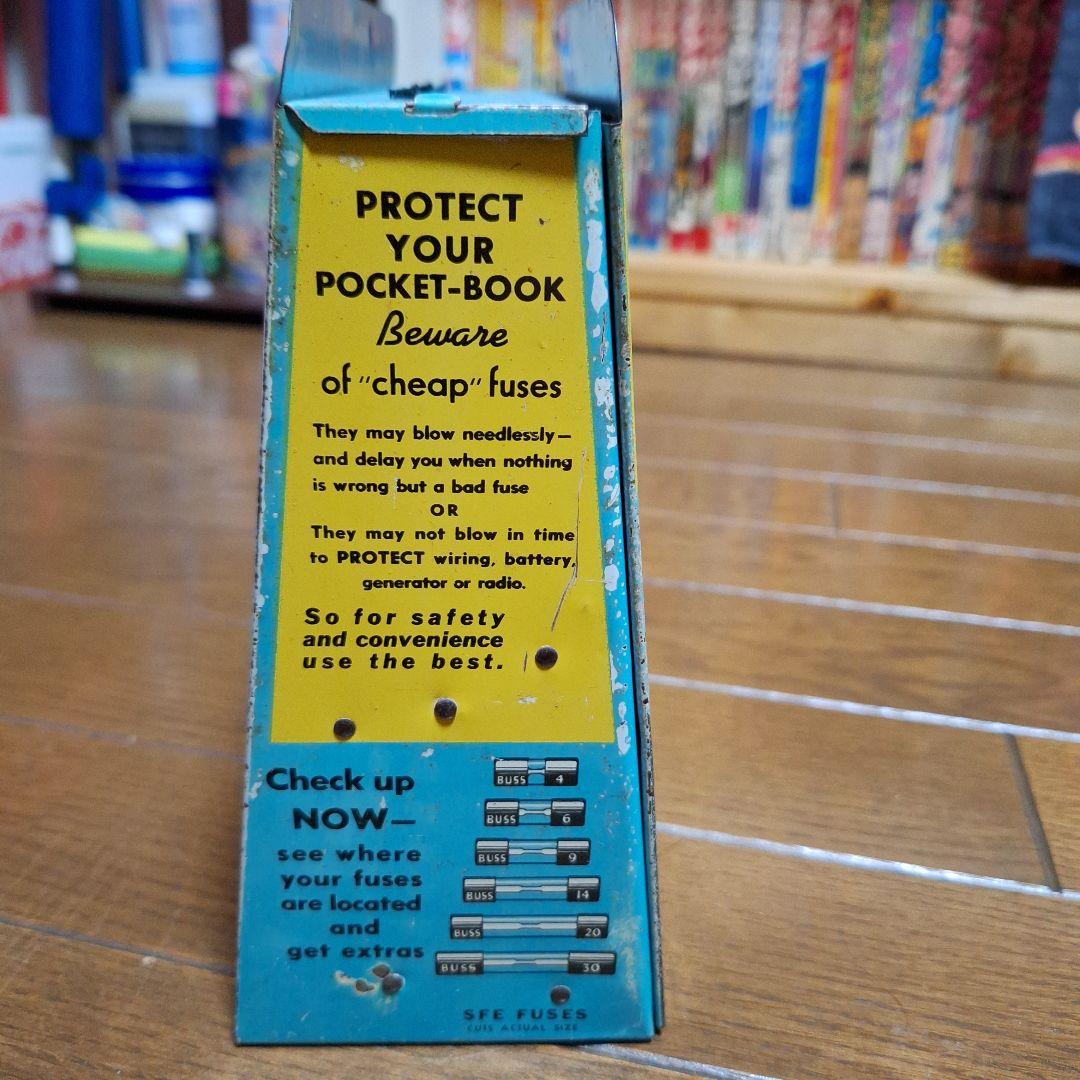 PROTECT
YOUR
POCKET-BOOK
Beware
of "cheap" fuses
They may blow needlessly—
and delay you when nothing
is wrong but a bad fuse
OR
They may not blow in time
to PROTECT wiring, battery,
generator or radio.
So for safety
and convenience
use the best.
Check up
NOW—
see where
your fuses
are located
and
get extras
BUSS 4
BUSS 6
BUSS 9
BUSS 14
BUSS 20
BUSS 30
SFE FUSES
CUTS ACTUAL SIZE